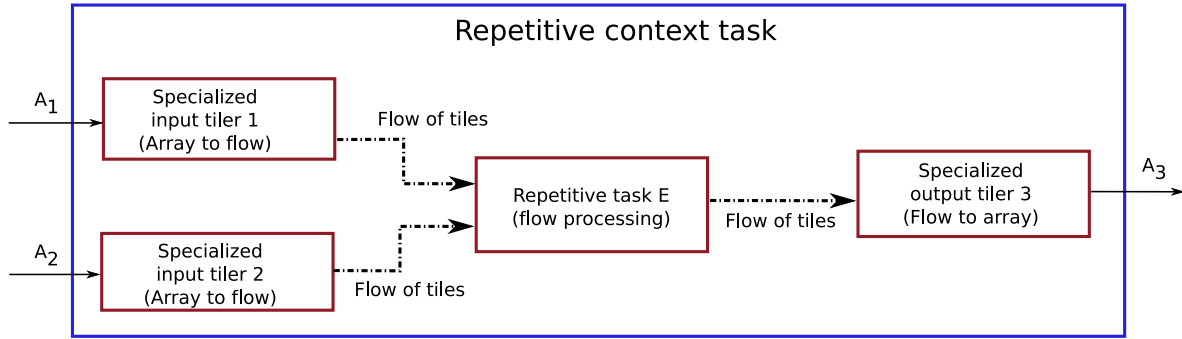 Repetitive context task
A1
Specialized
input tiler 1
(Array to flow)
Flow of tiles
A2
Specialized
input tiler 2
(Array to flow)
Flow of tiles
Repetitive task E
(flow processing)
Flow of tiles
Specialized
output tiler 3
(Flow to array)
A3